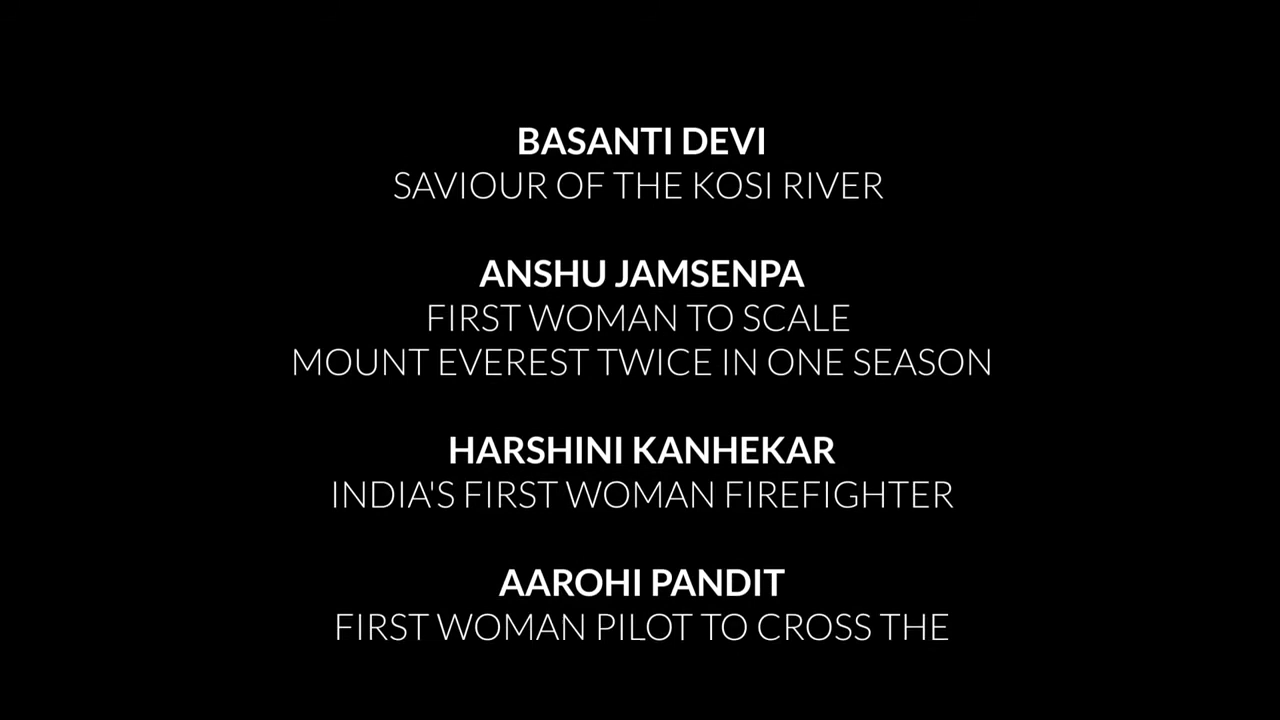 BASANTI DEVI
SAVIOUR OF THE KOSI RIVER
ANSHU JAMSENPA
FIRST WOMAN TO SCALE
MOUNT EVEREST TWICE IN ONE SEASON
HARSHINI KANHEKAR
INDIA'S FIRST WOMAN FIREFIGHTER
AAROHI PANDIT
FIRST WOMAN PILOT TO CROSS THE